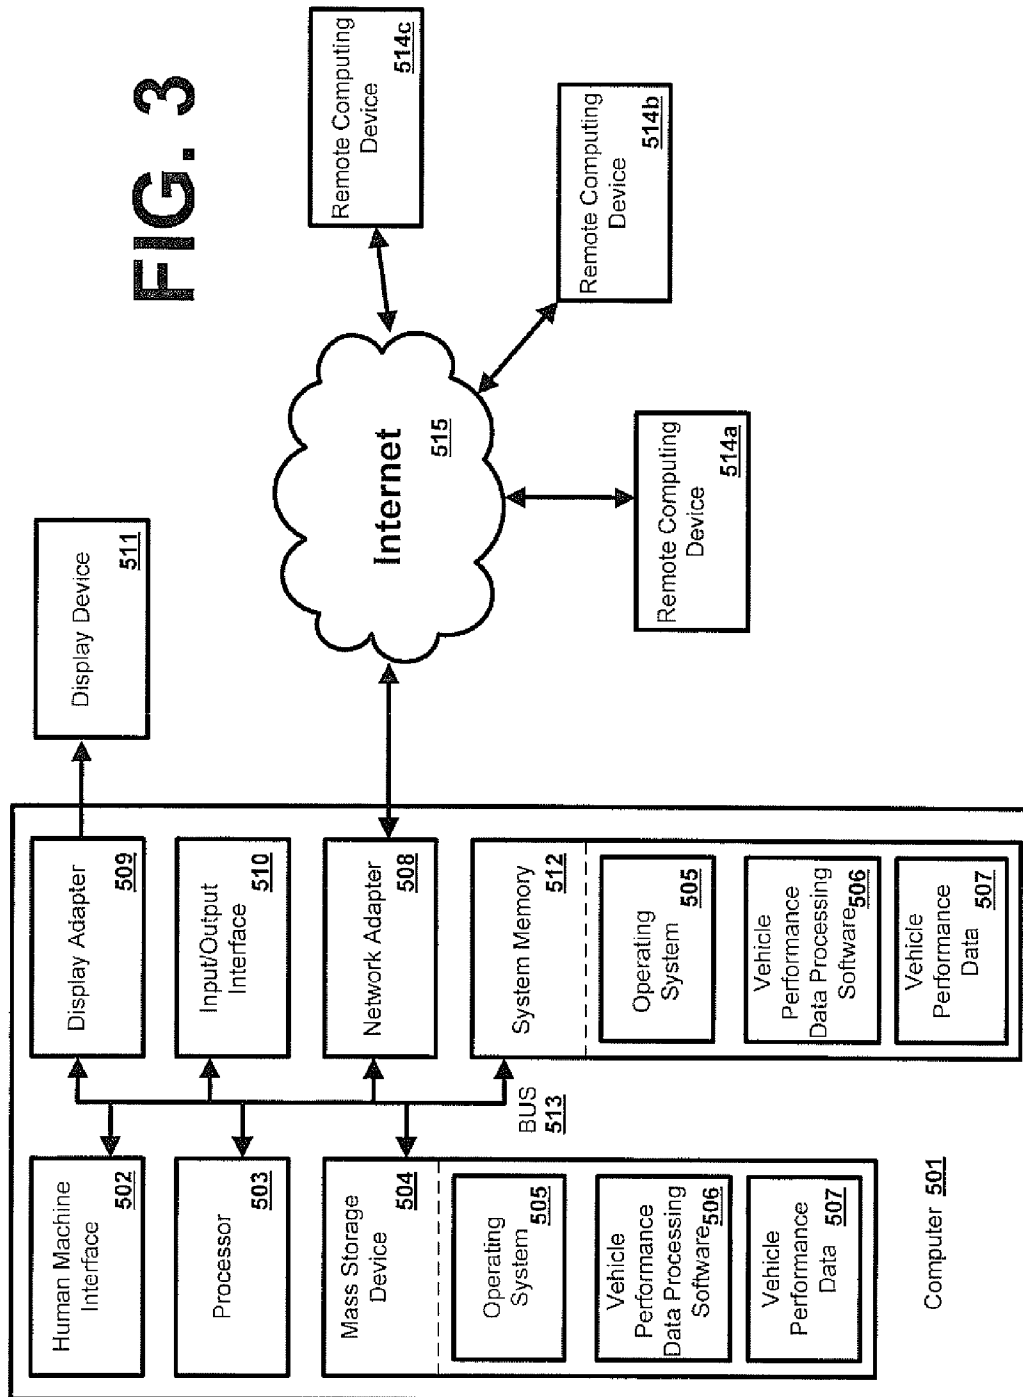 FIG. 3
Human Machine
Interface
502
Processor
503
Mass Storage
Device
504
Operating
System
505
Vehicle
Performance
Data Processing
Software 506
Vehicle
Performance
Data
507
Computer 501
Display Adapter
509
Input/Output
Interface
510
Network Adapter
508
BUS
513
System Memory
512
Operating
System
505
Vehicle
Performance
Data Processing
Software 506
Vehicle
Performance
Data
507
Display Device
511
Internet
515
Remote Computing
Device
514a
Remote Computing
Device
514b
Remote Computing
Device
514c